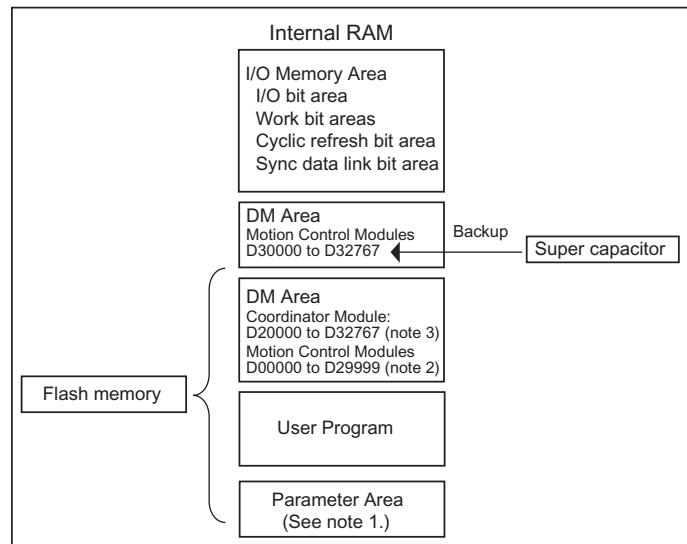 Internal RAM
I/O Memory Area
I/O bit area
Work bit areas
Cyclic refresh bit area
Sync data link bit area
DM Area
Motion Control Modules
D30000 to D32767
Backup
Super capacitor
DM Area
Coordinator Module:
D20000 to D32767 (note 3)
Motion Control Modules
D00000 to D29999 (note 2)
Flash memory
User Program
Parameter Area
(See note 1.)